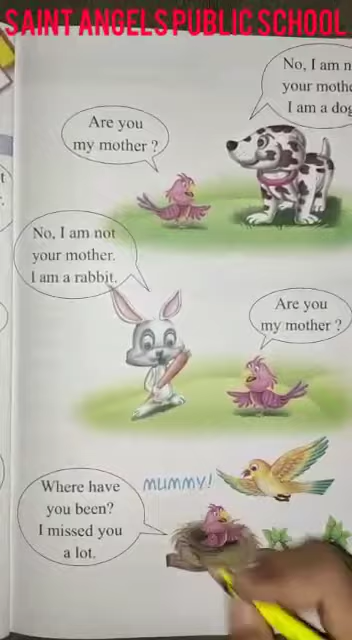 SAINT ANGELS PUBLIC SCHOOL
No, I am
your
I am a dog
Are you
my mother ?
No, I am not
your mother.
I am a rabbit.
Are you
my mother ?
MUMMY!
Where have
you been?
I missed you
a lot.